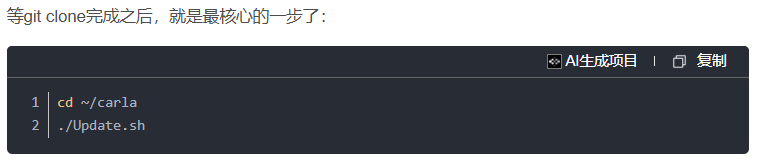 等git clone完成之后，就是最核心的一步了：
AI生成项目 复制
1 cd ~/carla
2 ./Update.sh